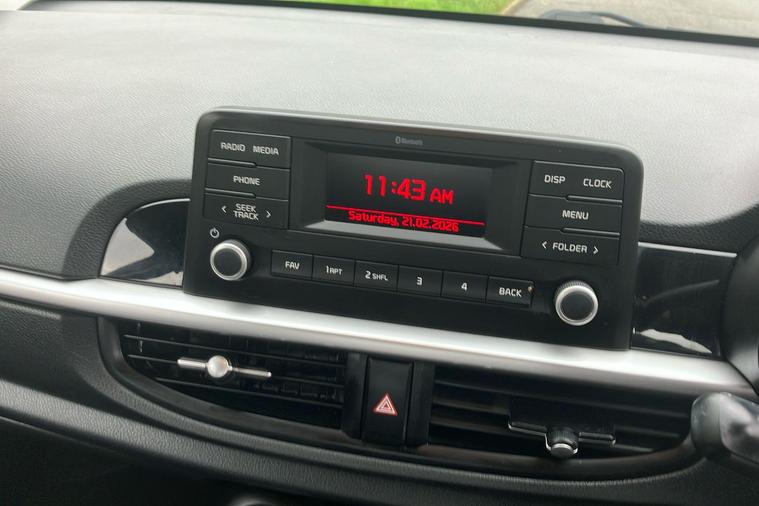 Bluetooth
RADIO MEDIA
PHONE
< SEEK TRACK >
11:43 AM
Saturday, 21.02.2026
DISP CLOCK
MENU
< FOLDER >
FAV
1 RPT
2 SHFL
3
4
BACK